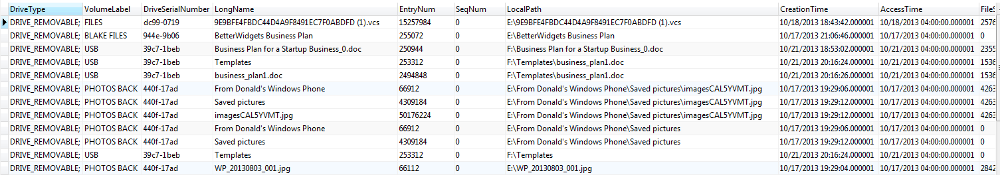 DriveType VolumeLabel DriveSerialNumber LongName EntryNum SeqNum LocalPath CreationTime AccessTime
DRIVE_REMOVABLE; FILES dc99-0719 9E9BFE4FBDC44D4A9F8491EC7F0ABDFD (1).vcs 15257984 0 E:\9E9BFE4FBDC44D4A9F8491EC7F0ABDFD (1).vcs 10/18/2013 18:43:42.000001 10/18/2013 04:00:00.000001 2576
DRIVE_REMOVABLE; BLAKE FILES 944e-9b06 BetterWidgets Business Plan 255072 0 E:\BetterWidgets Business Plan 10/17/2013 21:06:46.000001 10/17/2013 04:00:00.000001 0
DRIVE_REMOVABLE; USB 39c7-1beb Business Plan for a Startup Business_0.doc 250944 0 F:\Business Plan for a Startup Business_0.doc 10/21/2013 18:53:02.000001 10/21/2013 04:00:00.000001 2355
DRIVE_REMOVABLE; USB 39c7-1beb Templates 253312 0 F:\Templates\business_plan1.doc 10/21/2013 20:16:24.000001 10/21/2013 04:00:00.000001 1536
DRIVE_REMOVABLE; USB 39c7-1beb business_plan1.doc 2494848 0 F:\Templates\business_plan1.doc 10/21/2013 20:16:26.000001 10/21/2013 04:00:00.000001 1536
DRIVE_REMOVABLE; PHOTOS BACK 440f-17ad From Donald's Windows Phone 66912 0 E:\From Donald's Windows Phone\Saved pictures\imagesCAL5YVMT.jpg 10/17/2013 19:29:06.000001 10/17/2013 04:00:00.000001 4263
DRIVE_REMOVABLE; PHOTOS BACK 440f-17ad Saved pictures 4309184 0 E:\From Donald's Windows Phone\Saved pictures\imagesCAL5YVMT.jpg 10/17/2013 19:29:12.000001 10/17/2013 04:00:00.000001 4263
DRIVE_REMOVABLE; PHOTOS BACK 440f-17ad imagesCAL5YVMT.jpg 50176224 0 E:\From Donald's Windows Phone\Saved pictures\imagesCAL5YVMT.jpg 10/17/2013 19:29:12.000001 10/17/2013 04:00:00.000001 4263
DRIVE_REMOVABLE; PHOTOS BACK 440f-17ad From Donald's Windows Phone 66912 0 E:\From Donald's Windows Phone\Saved pictures 10/17/2013 19:29:06.000001 10/17/2013 04:00:00.000001 0
DRIVE_REMOVABLE; PHOTOS BACK 440f-17ad Saved pictures 4309184 0 E:\From Donald's Windows Phone\Saved pictures 10/17/2013 19:29:12.000001 10/17/2013 04:00:00.000001 0
DRIVE_REMOVABLE; USB 39c7-1beb Templates 253312 0 F:\Templates 10/21/2013 20:16:24.000001 10/21/2013 04:00:00.000001 0
DRIVE_REMOVABLE; PHOTOS BACK 440f-17ad WP_20130803_001.jpg 66112 0 E:\WP_20130803_001.jpg 10/17/2013 19:29:04.000001 10/17/2013 04:00:00.000001 2842